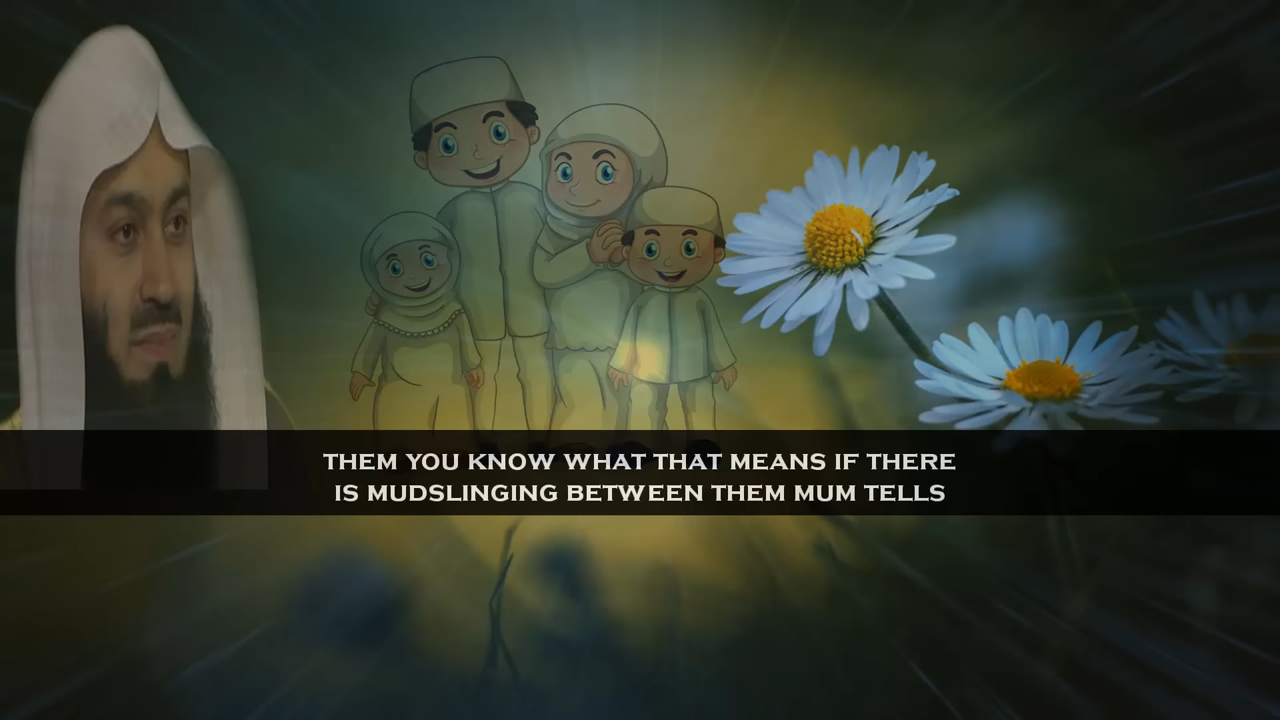 THEM YOU KNOW WHAT THAT MEANS IF THERE
IS MUDSLINGING BETWEEN THEM MUM TELLS